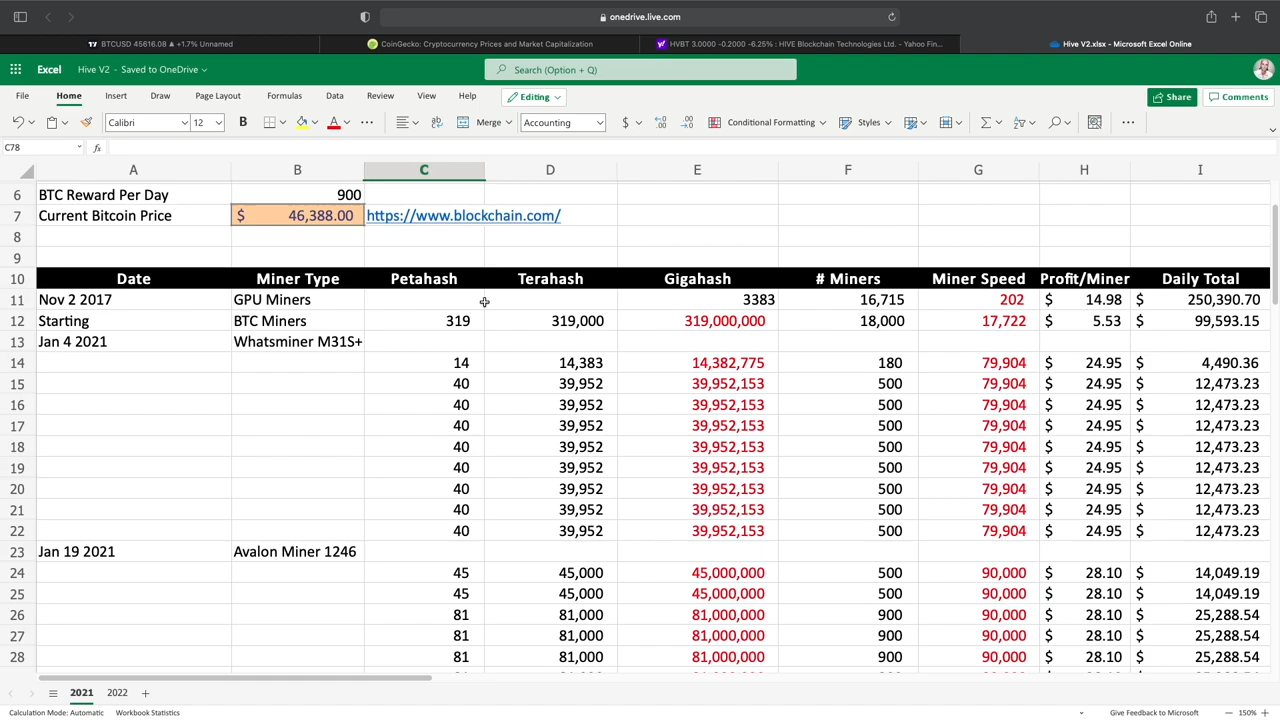 onedrive.live.com
BTCUSD 45616.08 ▲ +1.7% Unnamed
CoinGecko: Cryptocurrency Prices and Market Capitalization
HVBT 3.0000 -0.2000 -6.25% : HIVE Blockchain Technologies Ltd. - Yahoo Fin...
Hive V2.xlsx - Microsoft Excel Online
Excel Hive V2 - Saved to OneDrive
Search (Option + Q)
File Home Insert Draw Page Layout Formulas Data Review View Help Editing Share Comments
Calibri 12 B A ... Merge Accounting $ .00 Conditional Formatting Styles ...
C78 fx
A B C D E F G H I
6 BTC Reward Per Day 900
7 Current Bitcoin Price $ 46,388.00 https://www.blockchain.com/
8
9
10 Date Miner Type Petahash Terahash Gigahash # Miners Miner Speed Profit/Miner Daily Total
11 Nov 2 2017 GPU Miners 3383 16,715 202 $ 14.98 $ 250,390.70
12 Starting BTC Miners 319 319,000 319,000,000 18,000 17,722 $ 5.53 $ 99,593.15
13 Jan 4 2021 Whatsminer M31S+
14 14 14,383 14,382,775 180 79,904 $ 24.95 $ 4,490.36
15 40 39,952 39,952,153 500 79,904 $ 24.95 $ 12,473.23
16 40 39,952 39,952,153 500 79,904 $ 24.95 $ 12,473.23
17 40 39,952 39,952,153 500 79,904 $ 24.95 $ 12,473.23
18 40 39,952 39,952,153 500 79,904 $ 24.95 $ 12,473.23
19 40 39,952 39,952,153 500 79,904 $ 24.95 $ 12,473.23
20 40 39,952 39,952,153 500 79,904 $ 24.95 $ 12,473.23
21 40 39,952 39,952,153 500 79,904 $ 24.95 $ 12,473.23
22 40 39,952 39,952,153 500 79,904 $ 24.95 $ 12,473.23
23 Jan 19 2021 Avalon Miner 1246
24 45 45,000 45,000,000 500 90,000 $ 28.10 $ 14,049.19
25 45 45,000 45,000,000 500 90,000 $ 28.10 $ 14,049.19
26 81 81,000 81,000,000 900 90,000 $ 28.10 $ 25,288.54
27 81 81,000 81,000,000 900 90,000 $ 28.10 $ 25,288.54
28 81 81,000 81,000,000 900 90,000 $ 28.10 $ 25,288.54
2021 2022
Calculation Mode: Automatic Workbook Statistics Give Feedback to Microsoft 150%